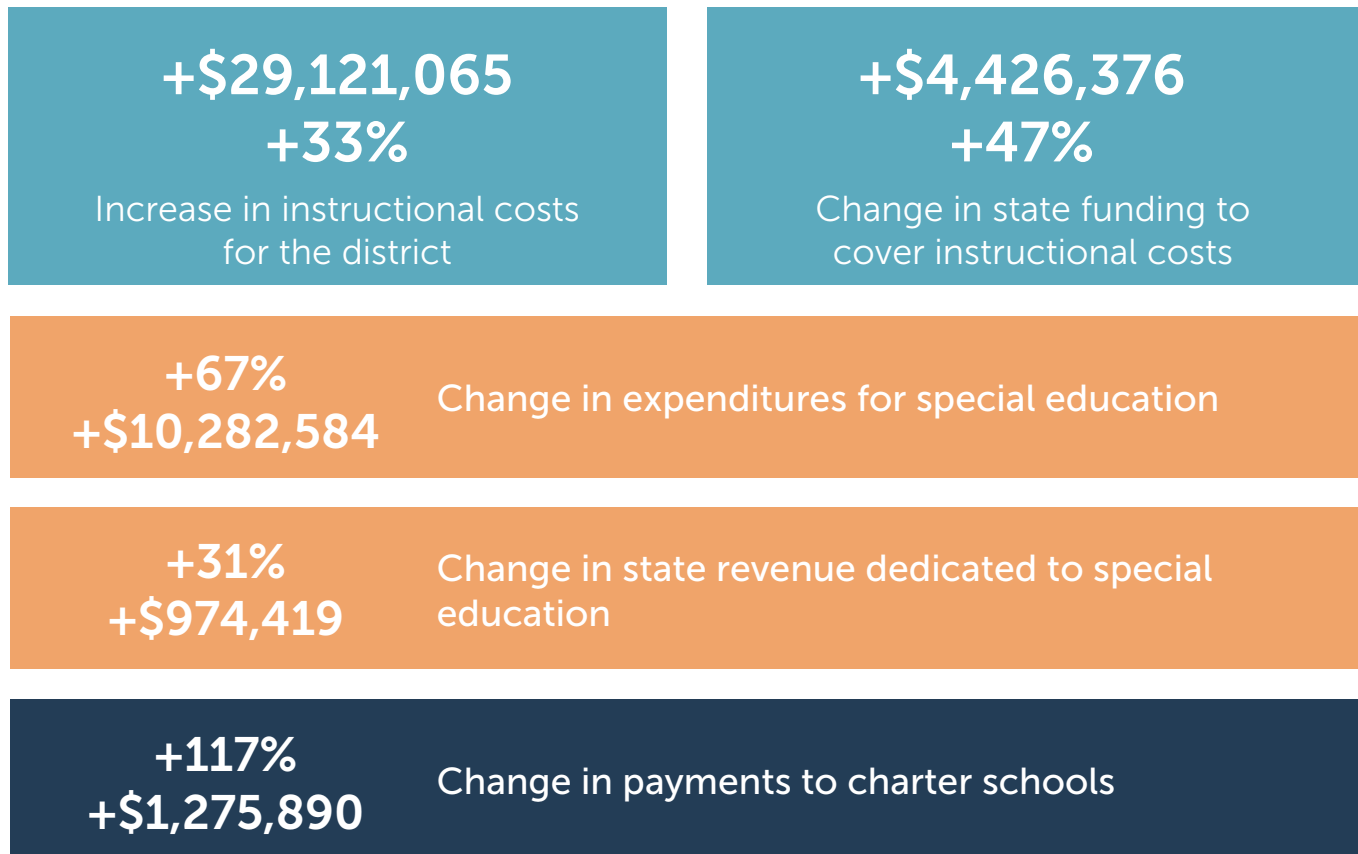 +$29,121,065
+33%
Increase in instructional costs
for the district
+$4,426,376
+47%
Change in state funding to
cover instructional costs
+67%
+$10,282,584
Change in expenditures for special education
+31%
+$974,419
Change in state revenue dedicated to special
education
+117%
+$1,275,890
Change in payments to charter schools